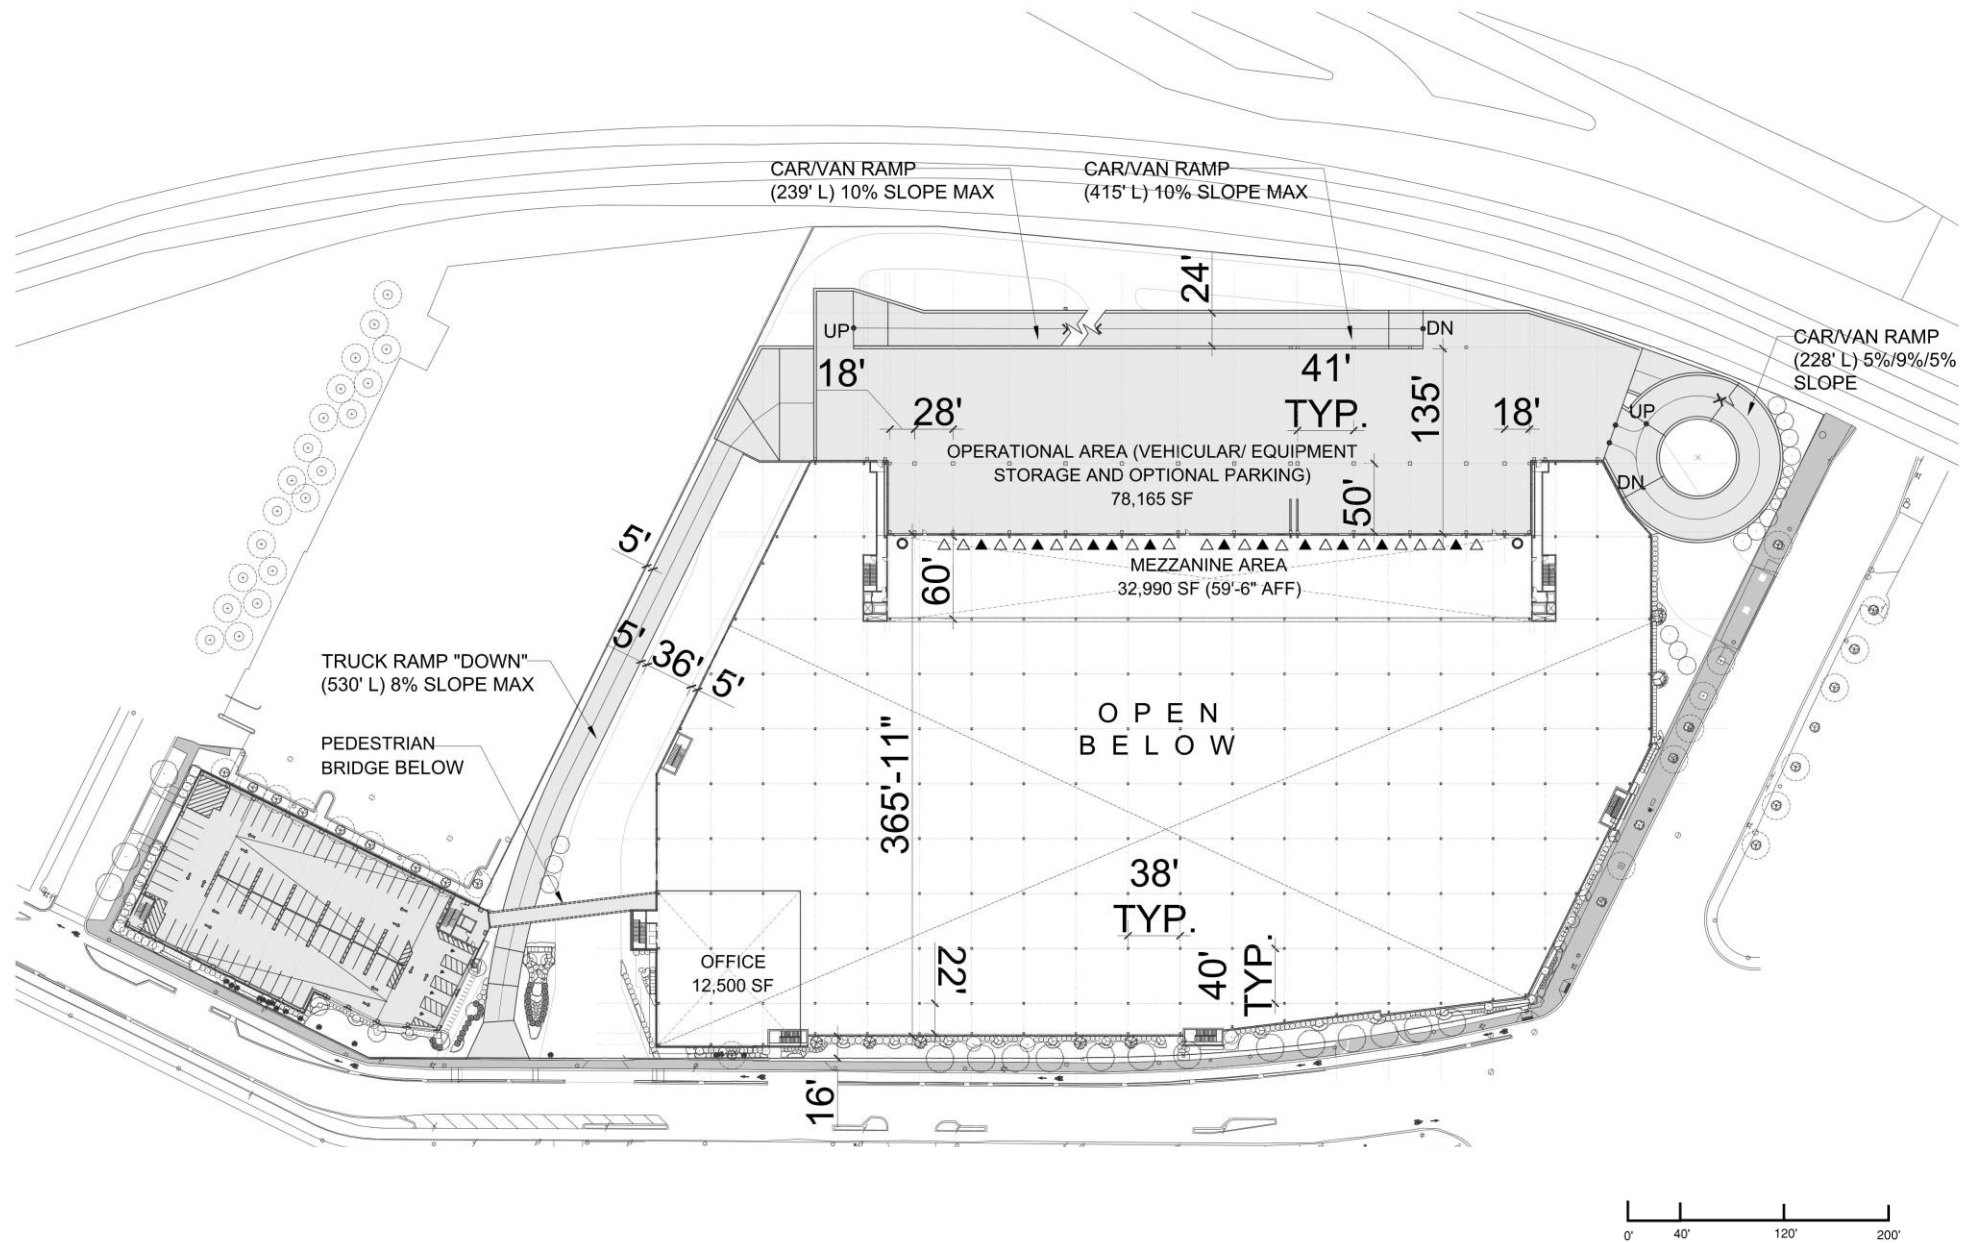 CAR/VAN RAMP
(239' L) 10% SLOPE MAX
CAR/VAN RAMP
(415' L) 10% SLOPE MAX
24'
UP
DN
CAR/VAN RAMP
(228' L) 5%/9%/5%
SLOPE
18'
28'
41'
TYP.
135'
18'
UP
DN
OPERATIONAL AREA (VEHICULAR/ EQUIPMENT
STORAGE AND OPTIONAL PARKING)
78,165 SF
50'
5'
60'
MEZZANINE AREA
32,990 SF (59'-6" AFF)
5'
36'
5'
TRUCK RAMP "DOWN"
(530' L) 8% SLOPE MAX
PEDESTRIAN
BRIDGE BELOW
OPEN
BELOW
365'-11"
38'
TYP.
40'
TYP.
22'
OFFICE
12,500 SF
16'
0'
40'
120'
200'